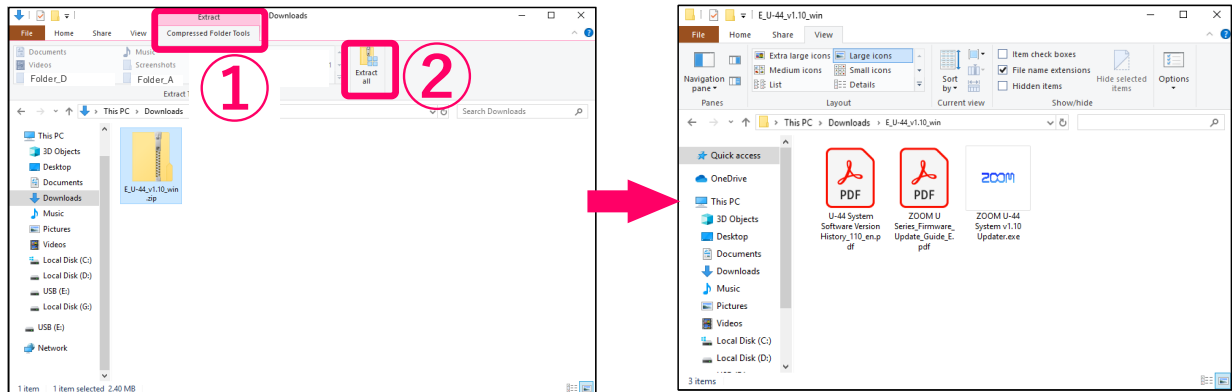 Extract
Downloads
File Home Share View Compressed Folder Tools
Documents
Videos
Folder_D
Music
Screenshots
Folder_A
Extract
all
①
②
This PC > Downloads
Search Downloads
This PC
3D Objects
Desktop
Documents
Downloads
Music
Pictures
Videos
Local Disk (C:)
Local Disk (D:)
USB (E:)
Local Disk (G:)
USB (E:)
Network
E_U-44_v1.10_win
.zip
1 item 1 item selected 2.40 MB
E_U-44_v1.10_win
File Home Share View
Navigation
pane
Panes
Extra large icons
Large icons
Medium icons
Small icons
List
Details
Layout
Sort
by
Current view
Item check boxes
File name extensions
Hidden items
Hide selected
items
Show/hide
Options
This PC > Downloads > E_U-44_v1.10_win
Quick access
OneDrive
This PC
3D Objects
Desktop
Documents
Downloads
Music
Pictures
Videos
Local Disk (C:)
Local Disk (D:)
PDF
U-44 System
Software Version
History_110_en.p
df
PDF
ZOOM U
Series_Firmware_
Update_Guide_E.
pdf
ZOOM
ZOOM U-44
System v1.10
Updater.exe
3 items